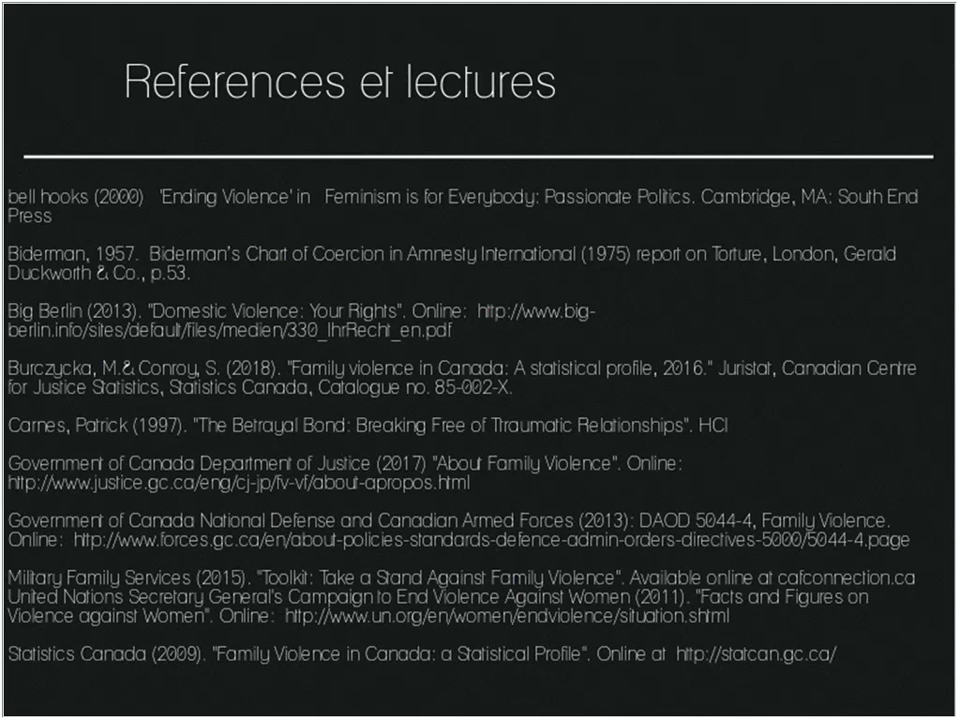 References et lectures
bell hooks (2000) 'Ending Violence' in Feminism is for Everybody: Passionate Politics. Cambridge, MA: South End
Press
Biderman, 1957. Biderman's Chart of Coercion in Amnesty International (1975) report on Torture, London, Gerald
Duckworth & Co., p.53.
Big Berlin (2013). "Domestic Violence: Your Rights". Online: http://www.big-
berlin.info/sites/default/files/medien/330_IhrRecht_en.pdf
Burczycka, M.& Conroy, S. (2018). "Family violence in Canada: A statistical profile, 2016." Juristat, Canadian Centre
for Justice Statistics, Statistics Canada, Catalogue no. 85-002-X.
Carnes, Patrick (1997). "The Betrayal Bond: Breaking Free of Ttraumatic Relationships". HCI
Government of Canada Department of Justice (2017) "About Family Violence". Online:
http://www.justice.gc.ca/eng/cj-jp/fv-vf/about-apropos.html
Government of Canada National Defense and Canadian Armed Forces (2013): DAOD 5044-4, Family Violence.
Online: http://www.forces.gc.ca/en/about-policies-standards-defence-admin-orders-directives-5000/5044-4.page
Military Family Services (2015). "Toolkit: Take a Stand Against Family Violence". Available online at cafconnection.ca
United Nations Secretary General's Campaign to End Violence Against Women (2011). "Facts and Figures on
Violence against Women". Online: http://www.un.org/en/women/endviolence/situation.shtml
Statistics Canada (2009). "Family Violence in Canada: a Statistical Profile". Online at http://statcan.gc.ca/